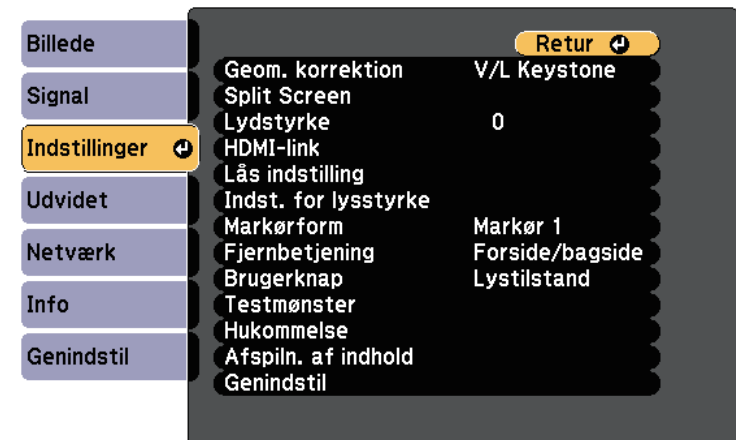 Billede
Signal
Indstillinger
Udvidet
Netværk
Info
Genindstil
Retur
Geom. korrektion V/L Keystone
Split Screen
Lydstyrke 0
HDMI-link
Lås indstilling
Indst. for lysstyrke
Markørform Markør 1
Fjernbetjening Forside/bagside
Brugerknap Lystilstand
Testmønster
Hukommelse
Afspiln. af indhold
Genindstil